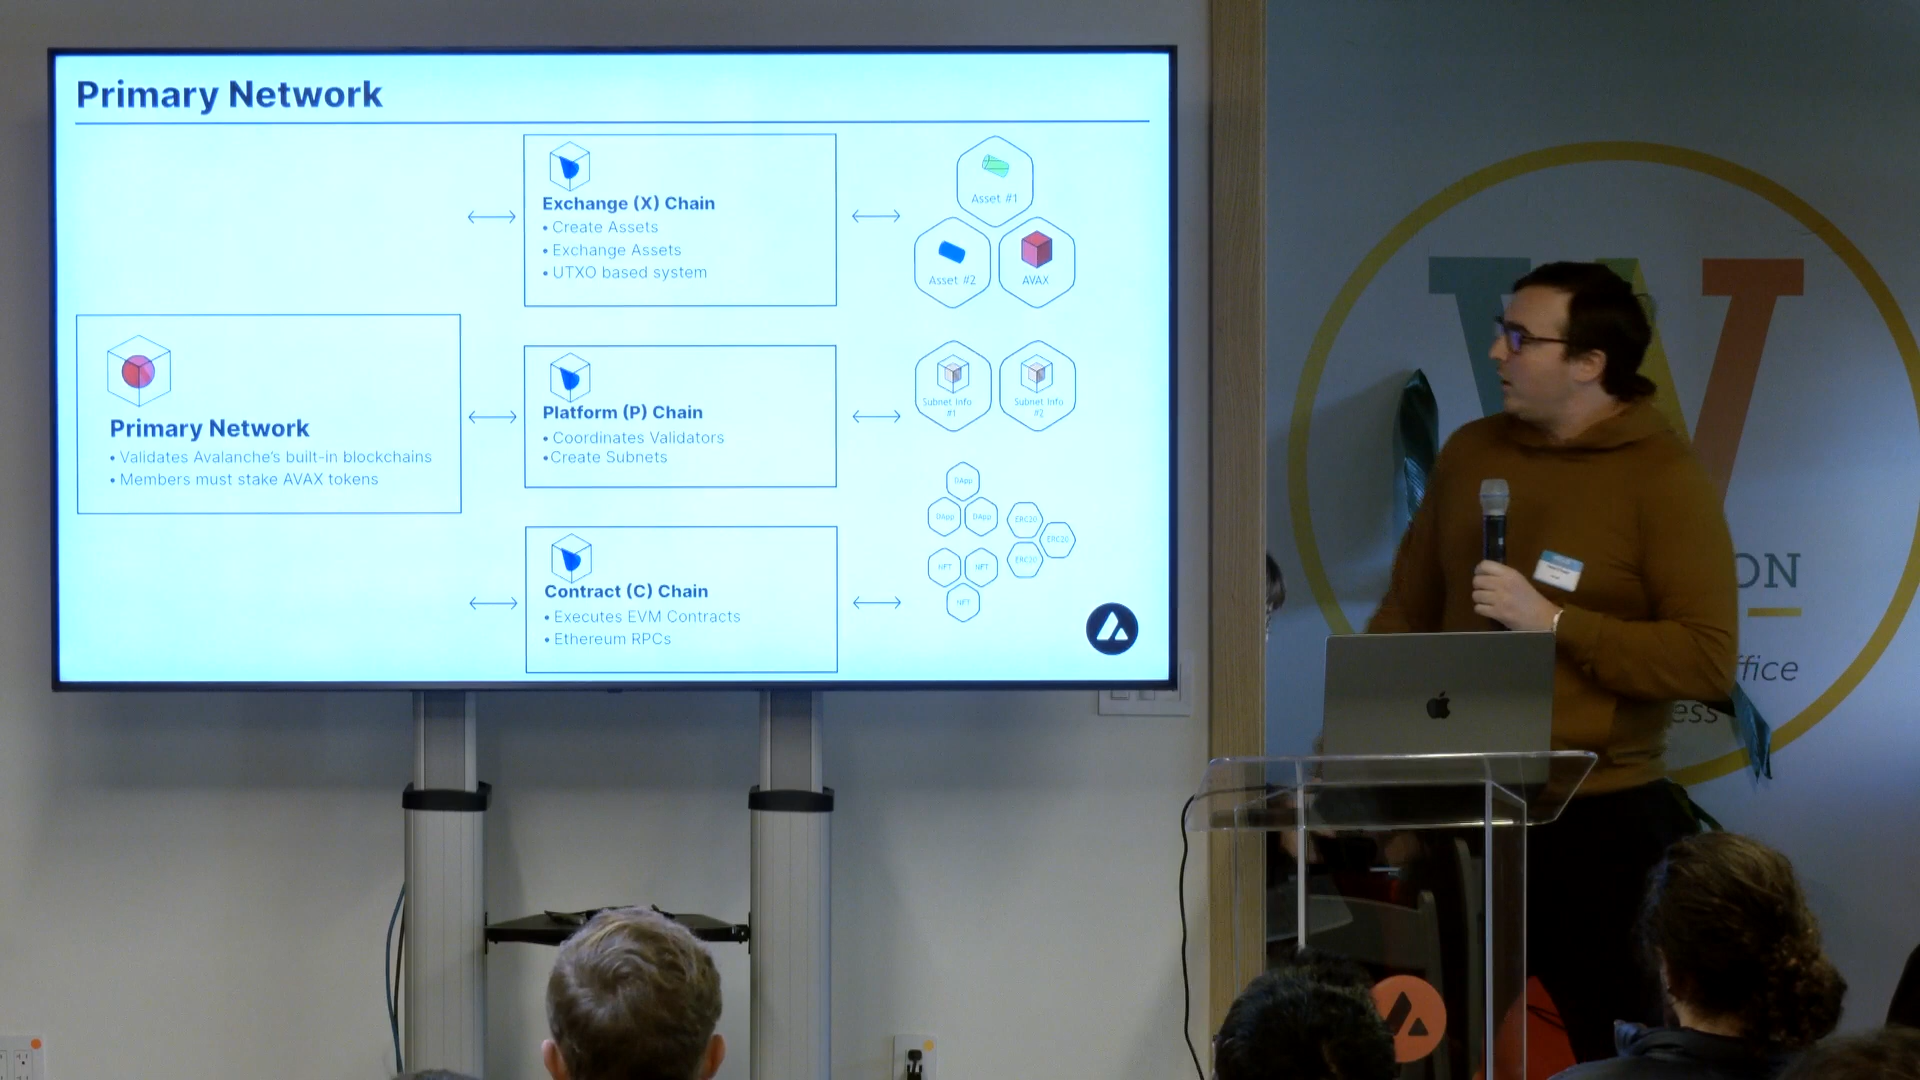 Primary Network
Exchange (X) Chain
• Create Assets
• Exchange Assets
• UTXO based system
Asset #1
Asset #2
AVAX
Primary Network
• Validates Avalanche's built-in blockchains
• Members must stake AVAX tokens
Platform (P) Chain
• Coordinates Validators
• Create Subnets
Subnet Info
#1
Subnet Info
#2
Contract (C) Chain
• Executes EVM Contracts
• Ethereum RPCs
DApp
DApp
DApp
ERC20
ERC20
ERC20
NFT
NFT
NFT
W
ON
ffice
ess